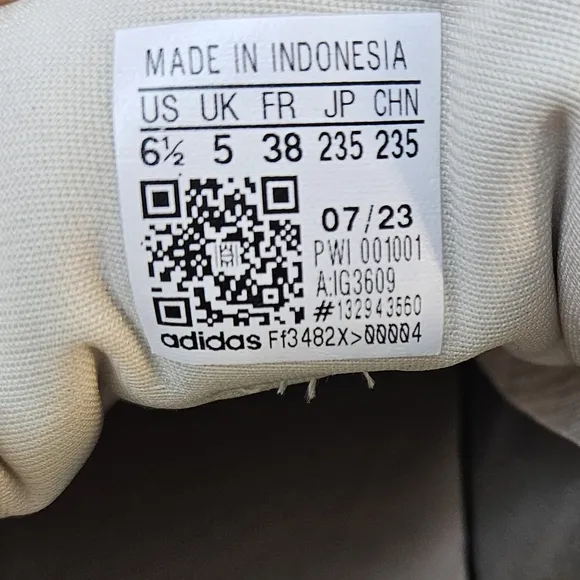 MADE IN INDONESIA
US UK FR JP CHN
6½ 5 38 235 235
07/23
PWI 001001
A:IG3609
#132943560
adidas Ff3482X>00004